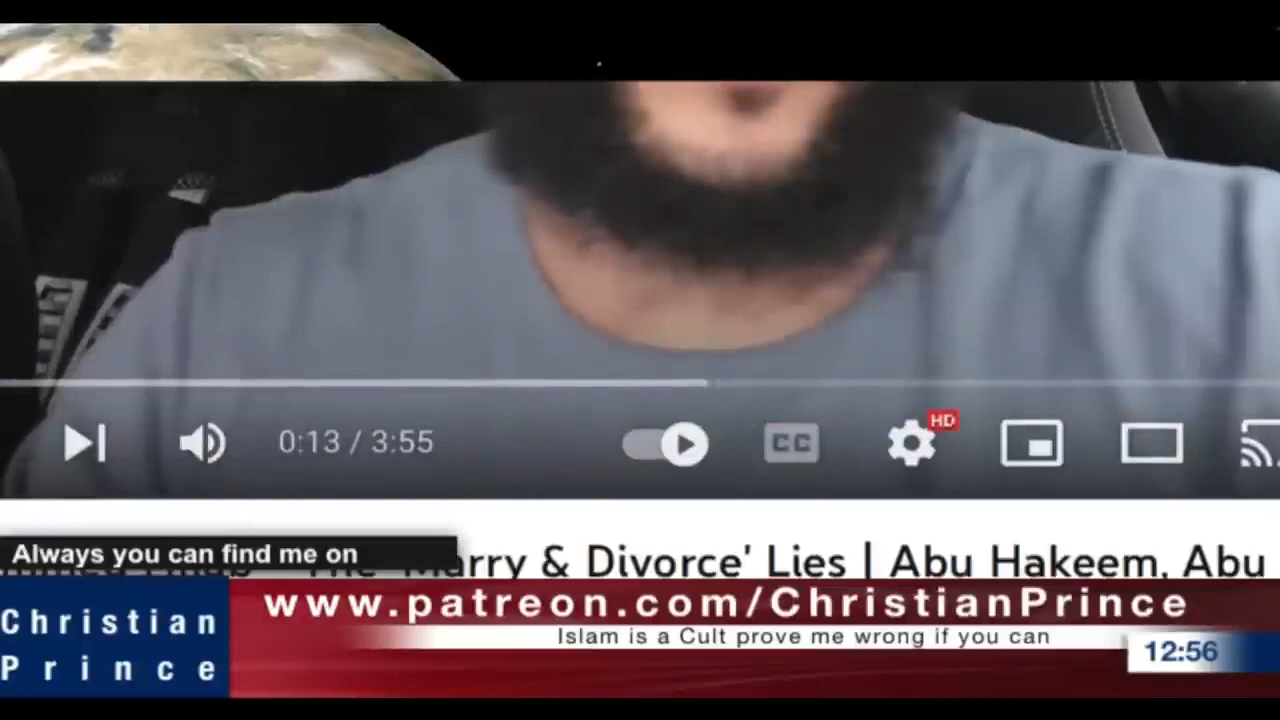 0:13 / 3:55
CC
HD
Always you can find me on
'Marry & Divorce' Lies | Abu Hakeem, Abu
www.patreon.com/ChristianPrince
Islam is a Cult prove me wrong if you can
Christian
Prince
12:56